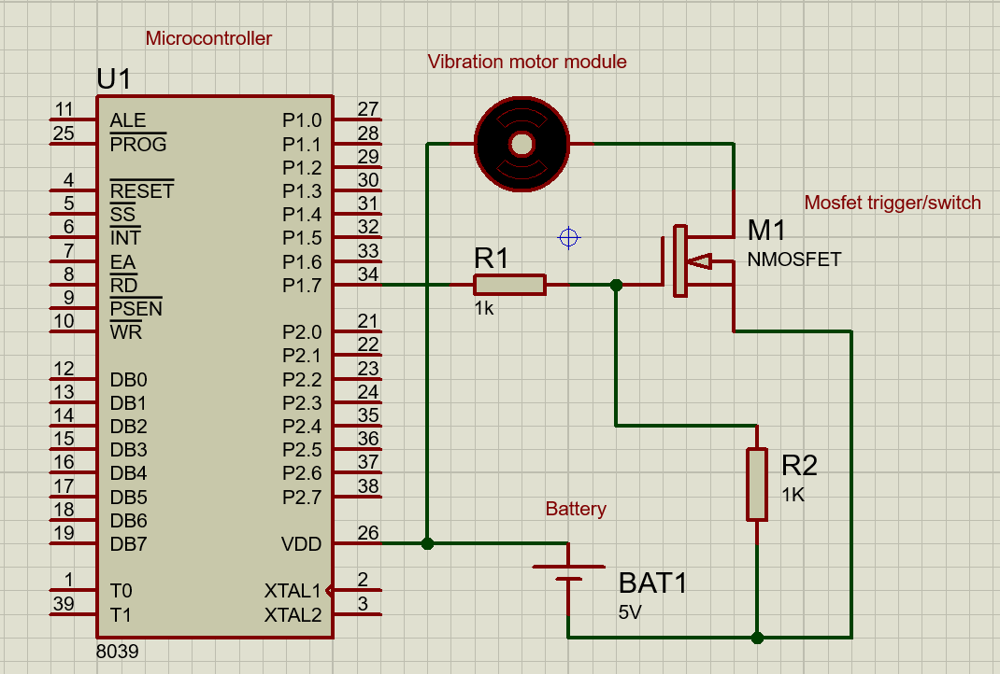 Microcontroller
Vibration motor module
U1
11 ALE P1.0 27
25 PROG P1.1 28
P1.2 29
4 RESET P1.3 30
5 SS P1.4 31
6 INT P1.5 32
7 EA P1.6 33
8 RD P1.7 34
9 PSEN
10 WR P2.0 21
P2.1 22
12 DB0 P2.2 23
13 DB1 P2.3 24
14 DB2 P2.4 35
15 DB3 P2.5 36
16 DB4 P2.6 37
17 DB5 P2.7 38
18 DB6
19 DB7 VDD 26
1 T0 XTAL1 2
39 T1 XTAL2 3
8039
Mosfet trigger/switch
M1
NMOSFET
R1
1k
R2
1K
Battery
BAT1
5V